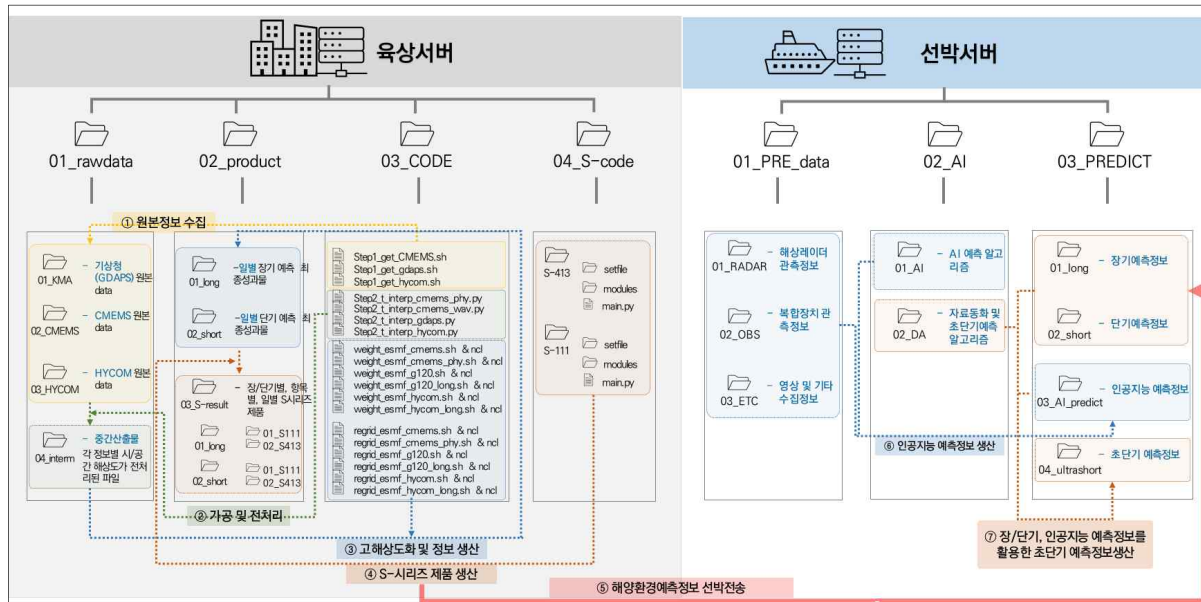 육상서버
선박서버
01_rawdata
02_product
03_CODE
04_S-code
01_PRE_data
02_AI
03_PREDICT
① 원본정보 수집
01_KMA
- 기상청
(GDAPS) 원본
data
02_CMEMS
- CMEMS 원본
data
03_HYCOM
- HYCOM 원본
data
04_interm
- 중간산출물
각 정보별 시/공
간 해상도가 전처
리된 파일
01_long
-일별 장기 예측 최
종성과물
02_short
-일별 단기 예측 최
종성과물
03_S-result
- 장/단기별, 항목
별, 일별 S시리즈
제품
01_long
01_S111
02_S413
02_short
01_S111
02_S413
Step1_get_CMEMS.sh
Step1_get_gdaps.sh
Step1_get_hycom.sh
Step2_t_interp_cmems_phy.py
Step2_t_interp_cmems_wav.py
Step2_t_interp_gdaps.py
Step2_t_interp_hycom.py
weight_esmf_cmems.sh & ncl
weight_esmf_cmems_phy.sh & ncl
weight_esmf_g120.sh & ncl
weight_esmf_g120_long.sh & ncl
weight_esmf_hycom.sh & ncl
weight_esmf_hycom_long.sh & ncl
regrid_esmf_cmems.sh & ncl
regrid_esmf_cmems_phy.sh & ncl
regrid_esmf_g120.sh & ncl
regrid_esmf_g120_long.sh & ncl
regrid_esmf_hycom.sh & ncl
regrid_esmf_hycom_long.sh & ncl
S-413
setfile
modules
main.py
S-111
setfile
modules
main.py
01_RADAR
- 해상레이더
관측정보
02_OBS
- 복합장치 관
측정보
03_ETC
- 영상 및 기타
수집정보
01_AI
- AI 예측 알고
리즘
02_DA
- 자료동화 및
초단기예측
알고리즘
01_long
- 장기예측정보
02_short
- 단기예측정보
03_AI_predict
- 인공지능 예측정보
04_ultrashort
- 초단기 예측정보
② 가공 및 전처리
③ 고해상도화 및 정보 생산
④ S-시리즈 제품 생산
⑤ 해양환경예측정보 선박전송
⑥ 인공지능 예측정보 생산
⑦ 장/단기, 인공지능 예측정보를
활용한 초단기 예측정보생산